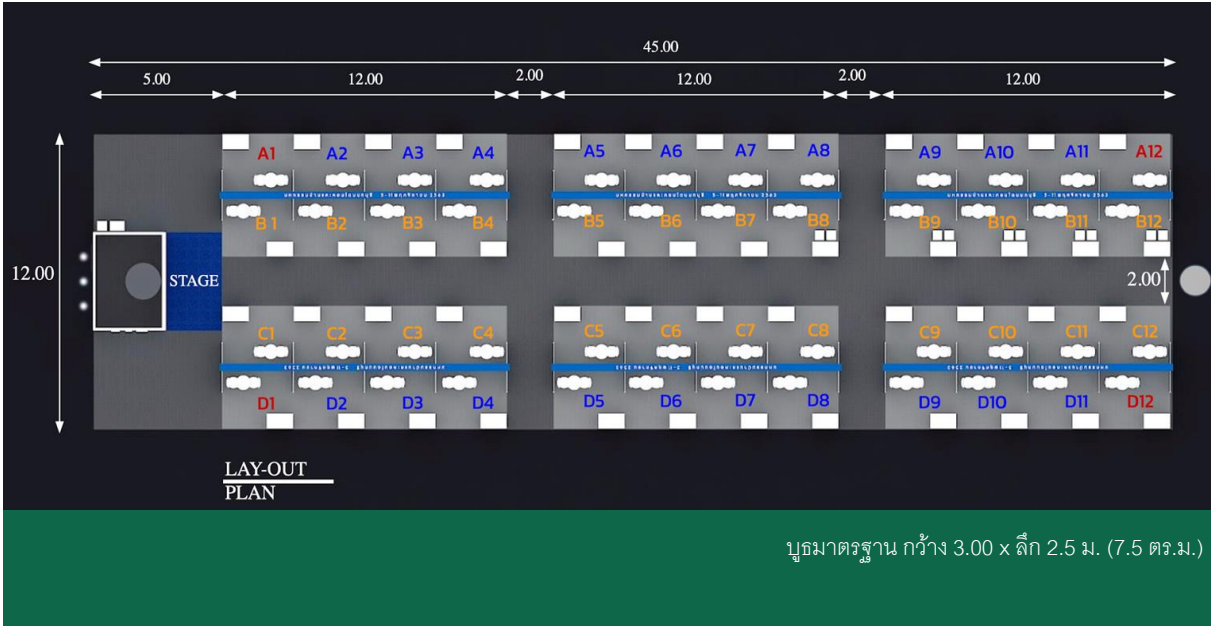 45.00
5.00 12.00 2.00 12.00 2.00 12.00
A1 A2 A3 A4 A5 A6 A7 A8 A9 A10 A11 A12
B1 B2 B3 B4 B5 B6 B7 B8 B9 B10 B11 B12
12.00 STAGE 2.00
C1 C2 C3 C4 C5 C6 C7 C8 C9 C10 C11 C12
D1 D2 D3 D4 D5 D6 D7 D8 D9 D10 D11 D12
LAY-OUT
PLAN
บูธมาตรฐาน กว้าง 3.00 x ลึก 2.5 ม. (7.5 ตร.ม.)